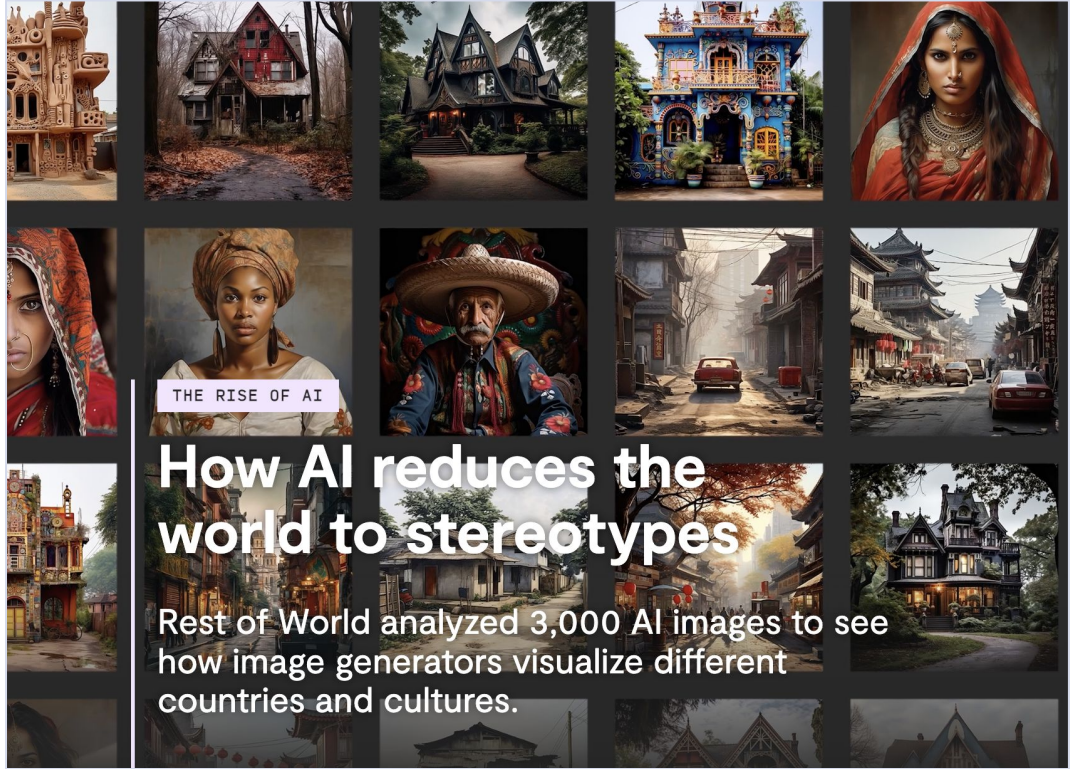 THE RISE OF AI
How AI reduces the
world to stereotypes
Rest of World analyzed 3,000 AI images to see
how image generators visualize different
countries and cultures.